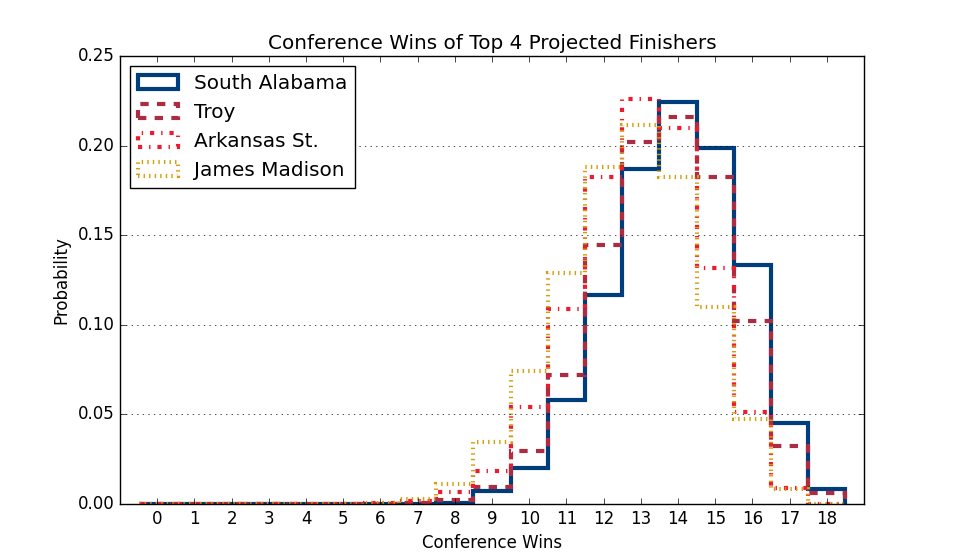 Conference Wins of Top 4 Projected Finishers
South Alabama
Troy
Arkansas St.
James Madison
0.25
0.20
0.15
0.10
0.05
0.00
Probability
0 1 2 3 4 5 6 7 8 9 10 11 12 13 14 15 16 17 18
Conference Wins